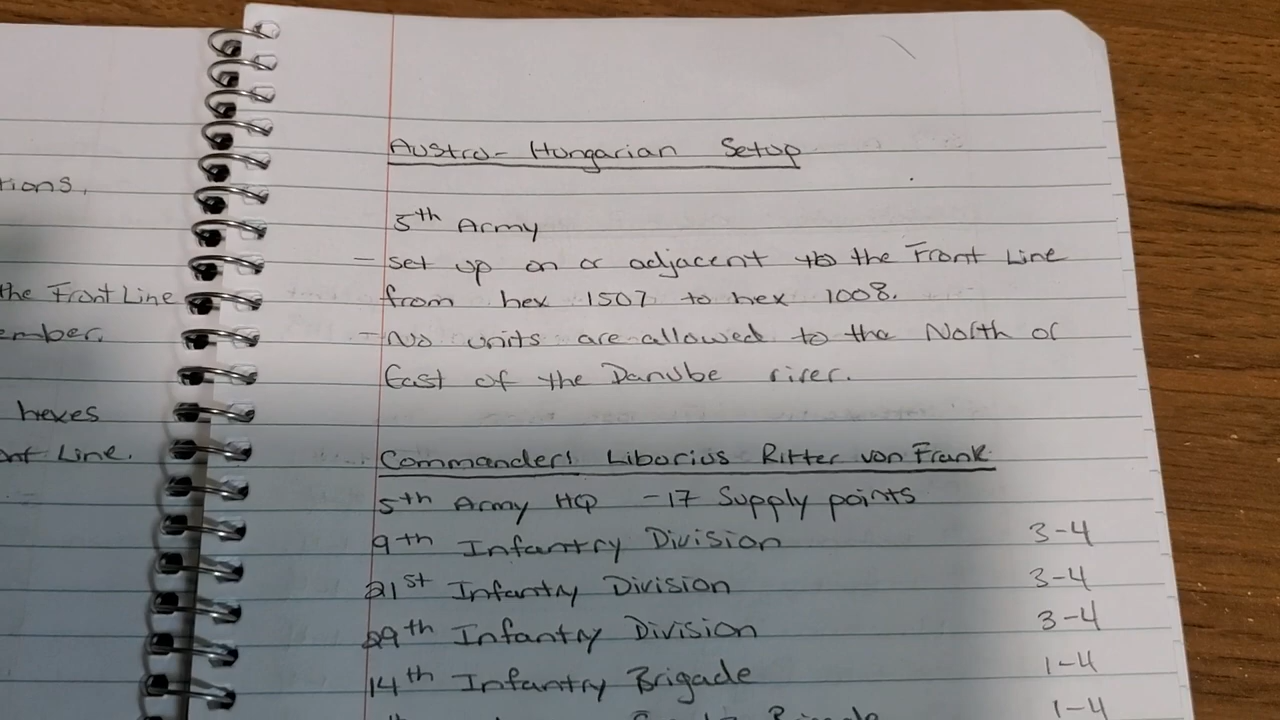 tions.
the Front Line
ember.
hexes
ont Line.
Austro-Hungarian Setup
5th Army
- Set up on or adjacent to the Front Line
from hex 1507 to hex 1008.
- No units are allowed to the North or
East of the Danube river.
Commander: Liborius Ritter von Frank
5th Army HQ - 17 Supply points
9th Infantry Division 3-4
21st Infantry Division 3-4
29th Infantry Division 3-4
14th Infantry Brigade 1-4
Brigade 1-4